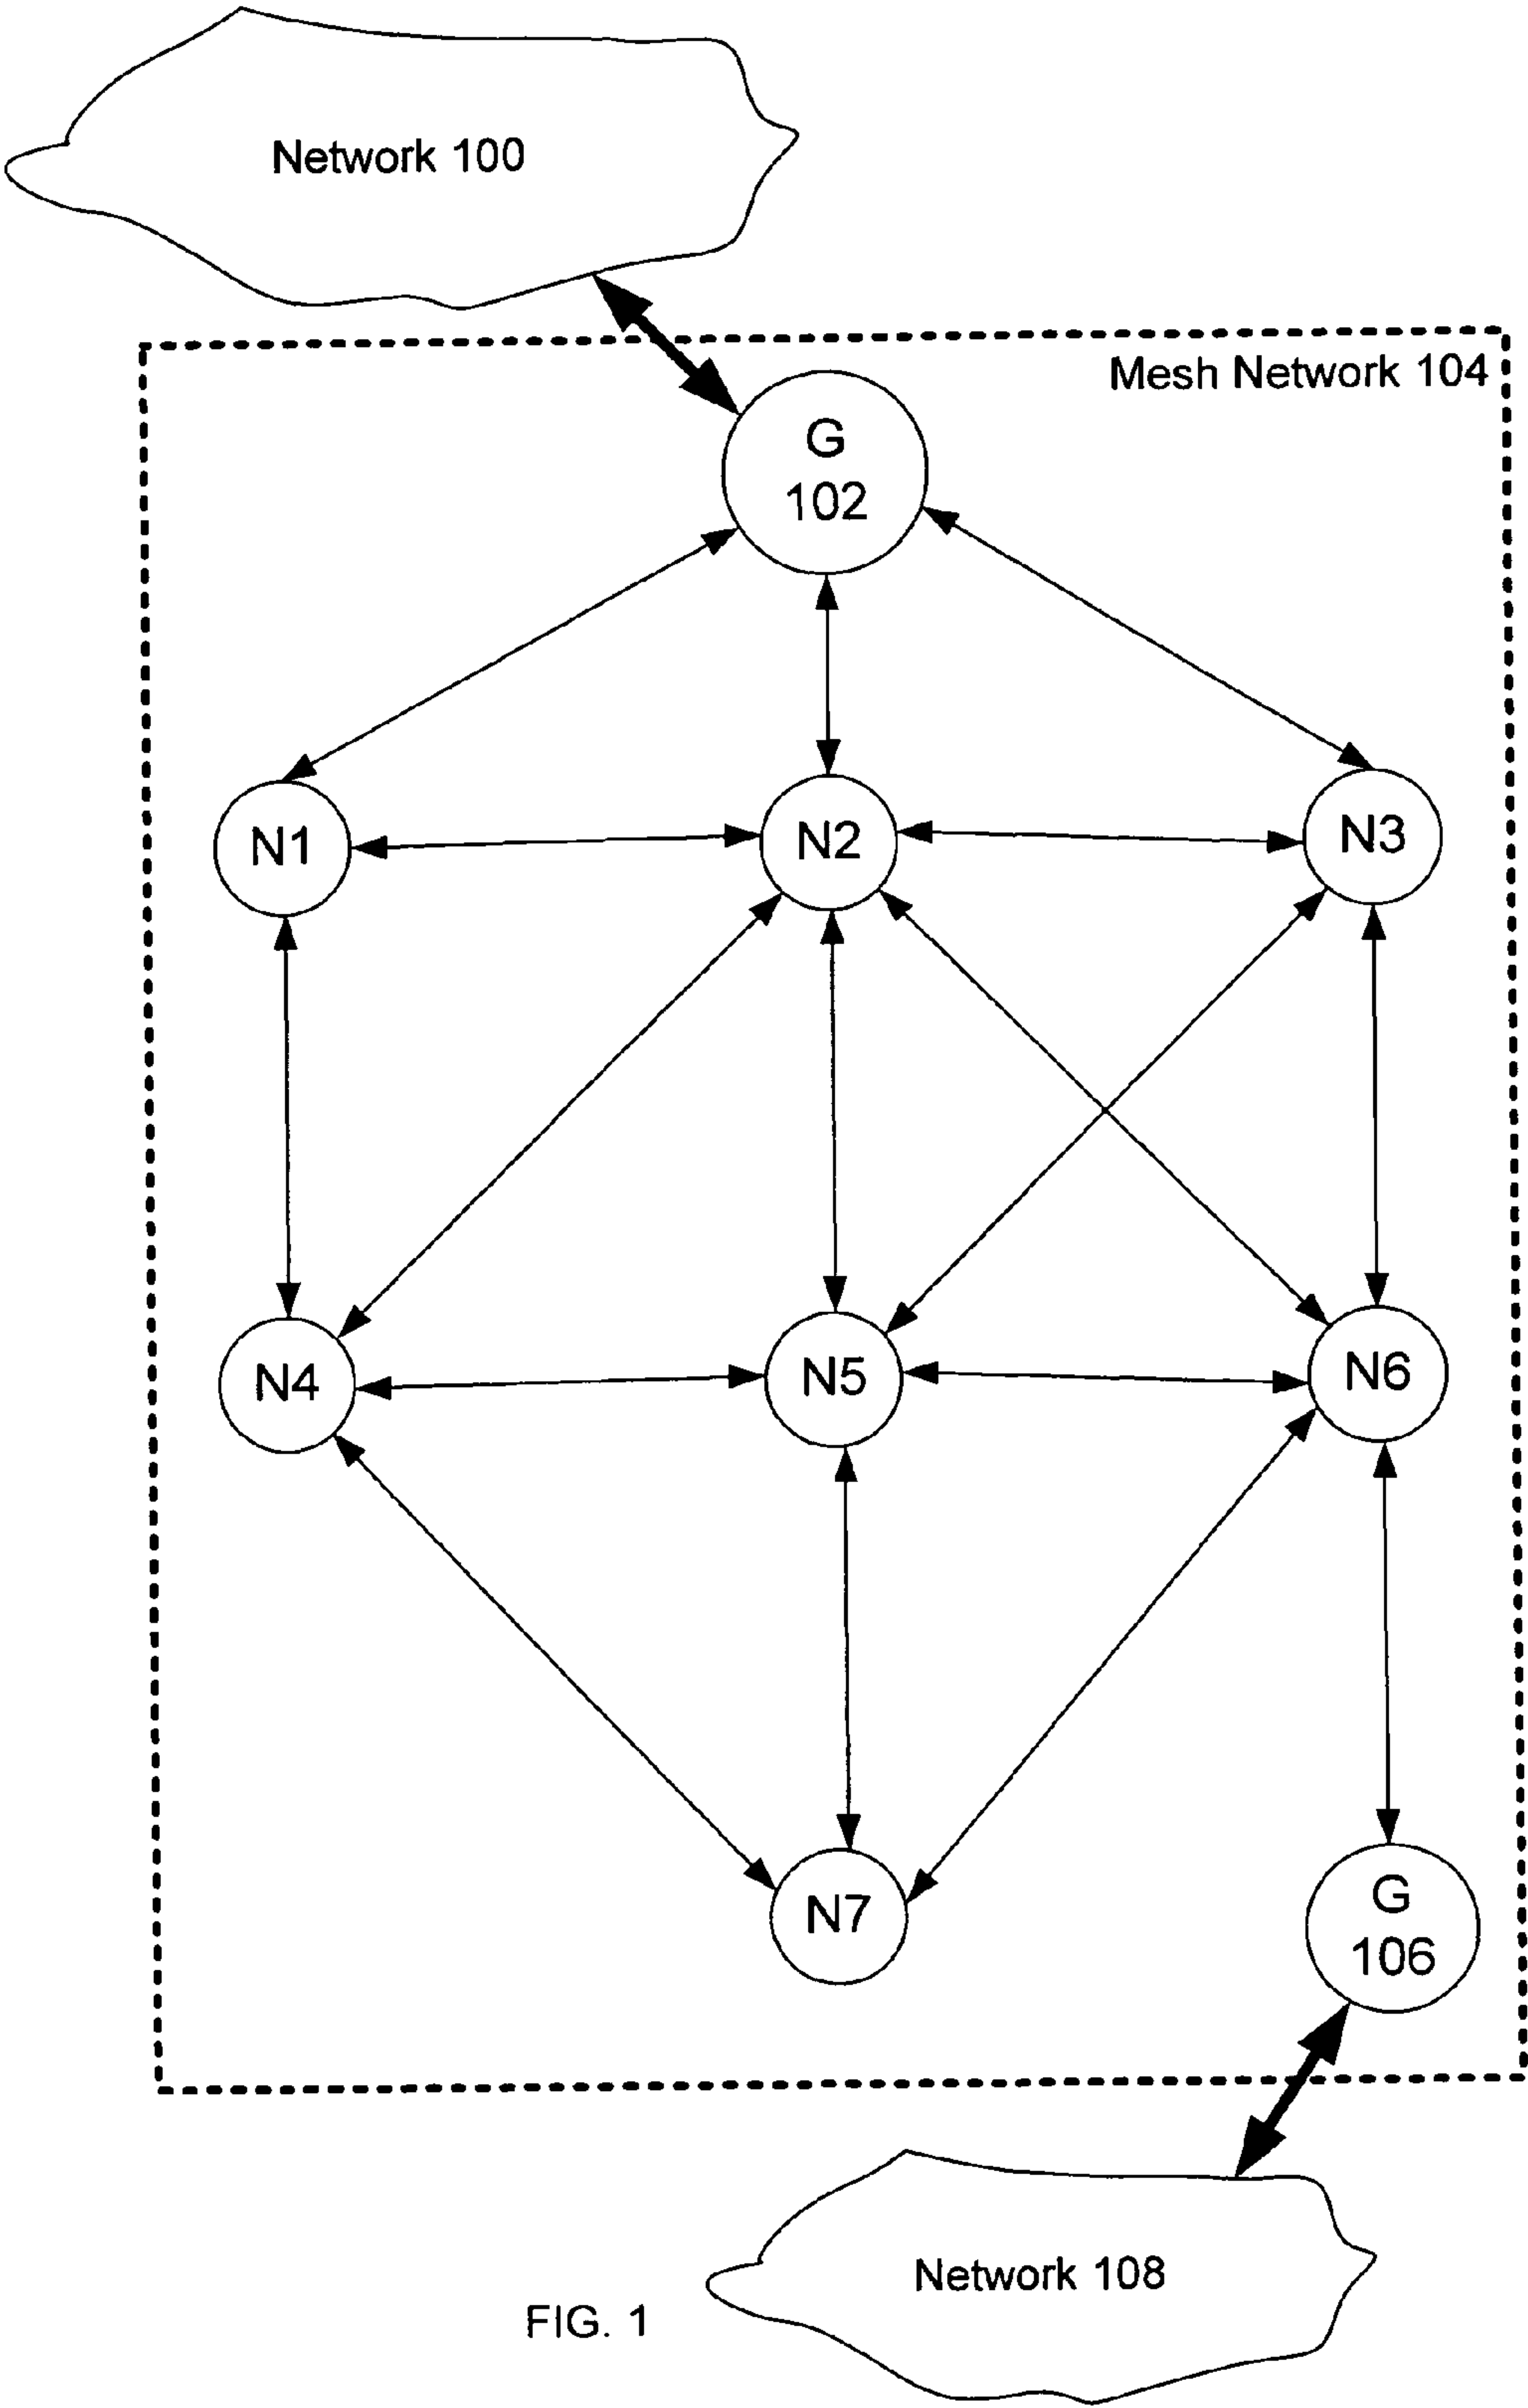 Network 100
Mesh Network 104
G
102
N1
N2
N3
N4
N5
N6
N7
G
106
Network 108
FIG. 1